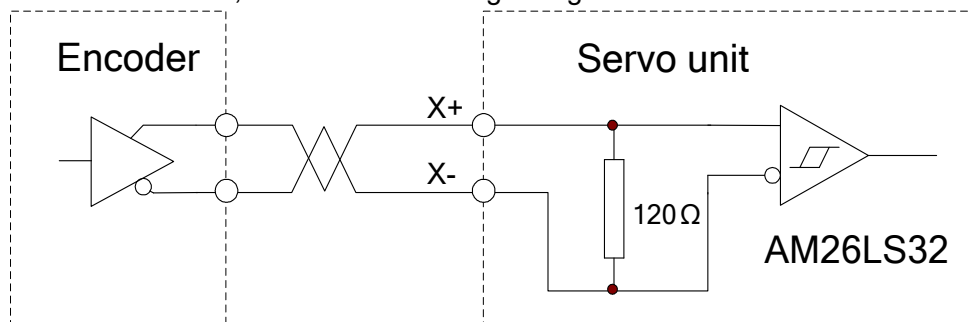 Encoder
Servo unit
X+
X-
120Ω
AM26LS32